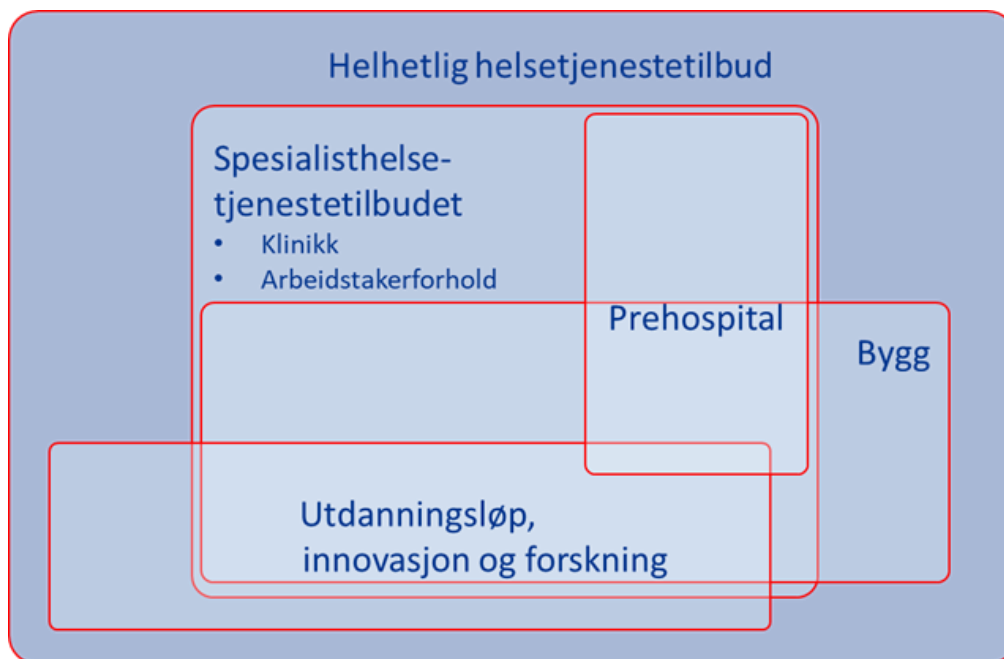 Helhetlig helsetjenestetilbud
Spesialisthelse-
tjenestetilbudet
• Klinikk
• Arbeidstakerforhold
Prehospital
Bygg
Utdanningsløp,
innovasjon og forskning